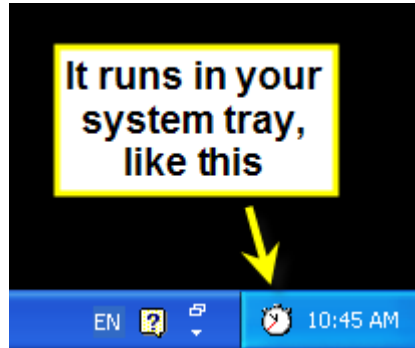 It runs in your
system tray,
like this
EN ? 10:45 AM